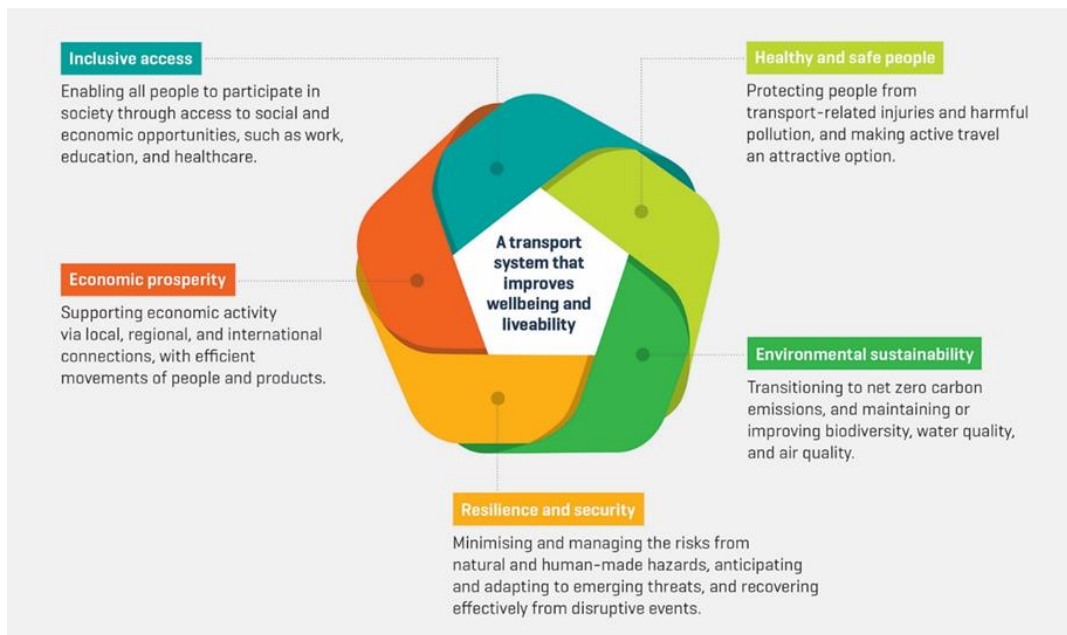 Inclusive access
Enabling all people to participate in
society through access to social and
economic opportunities, such as work,
education, and healthcare.
Healthy and safe people
Protecting people from
transport-related injuries and harmful
pollution, and making active travel
an attractive option.
A transport
system that
improves
wellbeing and
liveability
Economic prosperity
Supporting economic activity
via local, regional, and international
connections, with efficient
movements of people and products.
Environmental sustainability
Transitioning to net zero carbon
emissions, and maintaining or
improving biodiversity, water quality,
and air quality.
Resilience and security
Minimising and managing the risks from
natural and human-made hazards, anticipating
and adapting to emerging threats, and recovering
effectively from disruptive events.